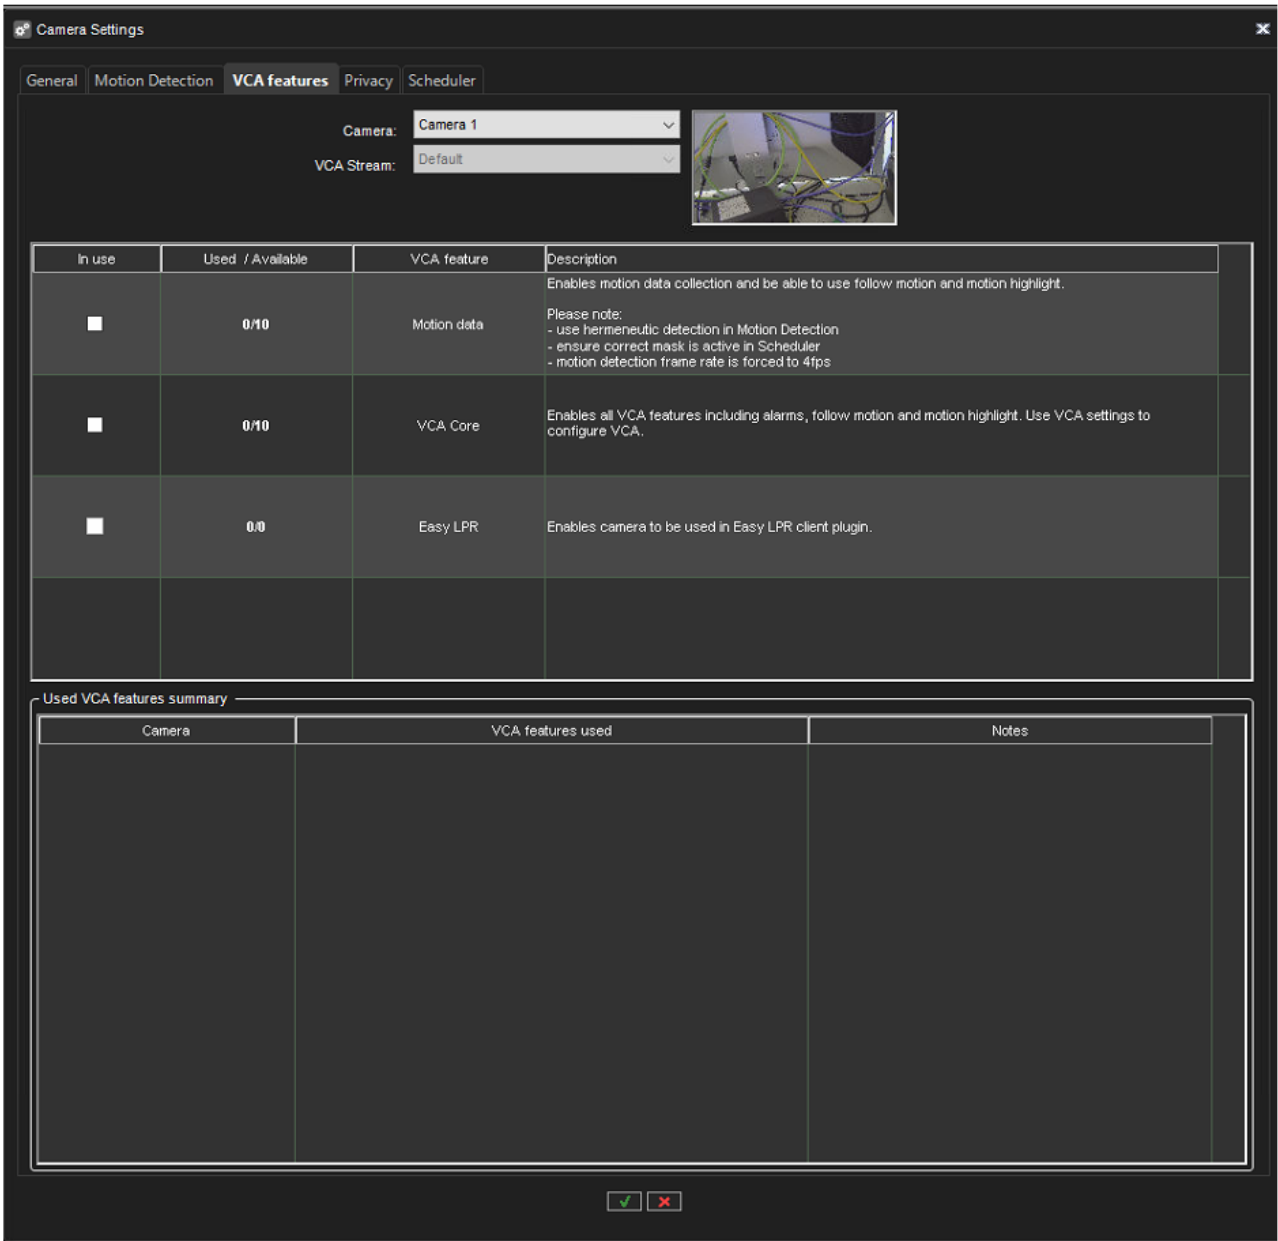 Camera Settings
General Motion Detection VCA features Privacy Scheduler
Camera: Camera 1
VCA Stream: Default
In use Used / Available VCA feature Description
Enables motion data collection and be able to use follow motion and motion highlight.
Please note:
- use hermeneutic detection in Motion Detection
0/10 Motion data
- ensure correct mask is active in Scheduler
- motion detection frame rate is forced to 4fps
0/10 VCA Core Enables all VCA features including alarms, follow motion and motion highlight. Use VCA settings to
configure VCA.
0/0 Easy LPR Enables camera to be used in Easy LPR client plugin.
Used VCA features summary
Camera VCA features used Notes